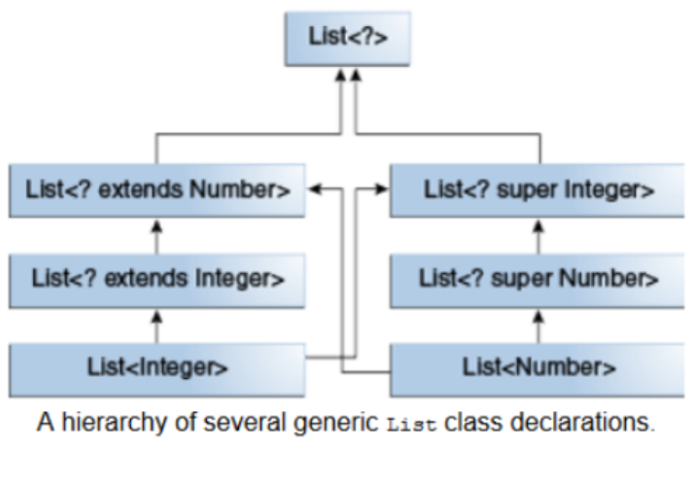 List<?>
List<? extends Number>
List<? super Integer>
List<? extends Integer>
List<? super Number>
List<Integer>
List<Number>
A hierarchy of several generic List class declarations.